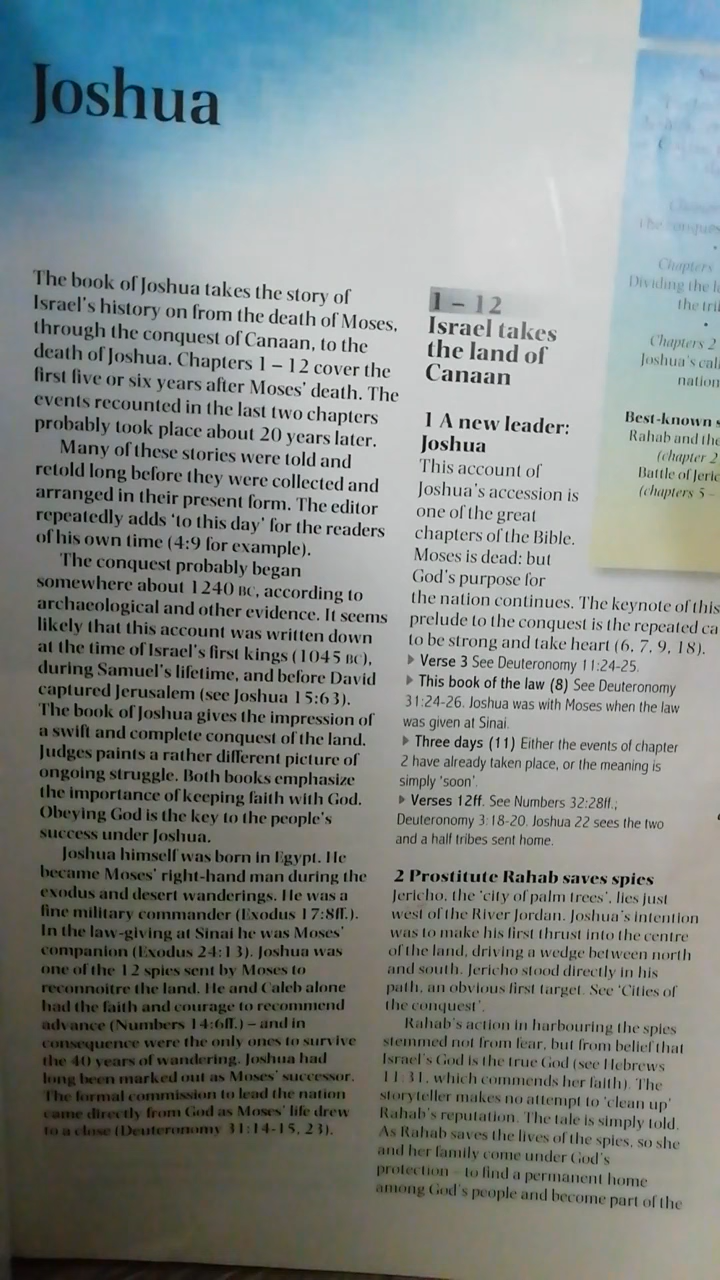 Joshua
The book of Joshua takes the story of
Israel's history on from the death of Moses,
through the conquest of Canaan, to the
death of Joshua. Chapters 1 – 12 cover the
first five or six years after Moses' death. The
events recounted in the last two chapters
probably took place about 20 years later.
Many of these stories were told and
retold long before they were collected and
arranged in their present form. The editor
repeatedly adds 'to this day' for the readers
of his own time (4:9 for example).
The conquest probably began
somewhere about 1240 BC, according to
archaeological and other evidence. It seems
likely that this account was written down
at the time of Israel's first kings (1045 BC),
during Samuel's lifetime, and before David
captured Jerusalem (see Joshua 15:63).
The book of Joshua gives the impression of
a swift and complete conquest of the land.
Judges paints a rather different picture of
ongoing struggle. Both books emphasize
the importance of keeping faith with God.
Obeying God is the key to the people's
success under Joshua.
Joshua himself was born in Egypt. He
became Moses' right-hand man during the
exodus and desert wanderings. He was a
fine military commander (Exodus 17:8ff.).
In the law-giving at Sinai he was Moses'
companion (Exodus 24:13). Joshua was
one of the 12 spies sent by Moses to
reconnoitre the land. He and Caleb alone
had the faith and courage to recommend
advance (Numbers 14:6ff.) – and in
consequence were the only ones to survive
the 40 years of wandering. Joshua had
long been marked out as Moses' successor.
The formal commission to lead the nation
came directly from God as Moses' life drew
to a close (Deuteronomy 31:14-15, 23).
1 – 12
Israel takes
the land of
Canaan
1 A new leader:
Joshua
This account of
Joshua's accession is
one of the great
chapters of the Bible.
Moses is dead: but
God's purpose for
the nation continues. The keynote of this
prelude to the conquest is the repeated ca
to be strong and take heart (6, 7, 9, 18).
▶ Verse 3 See Deuteronomy 11:24-25.
▶ This book of the law (8) See Deuteronomy
31:24-26. Joshua was with Moses when the law
was given at Sinai.
▶ Three days (11) Either the events of chapter
2 have already taken place, or the meaning is
simply 'soon'.
▶ Verses 12ff. See Numbers 32:28ff.;
Deuteronomy 3:18-20. Joshua 22 sees the two
and a half tribes sent home.
2 Prostitute Rahab saves spies
Jericho, the 'city of palm trees', lies just
west of the River Jordan. Joshua's intention
was to make his first thrust into the centre
of the land, driving a wedge between north
and south. Jericho stood directly in his
path, an obvious first target. See 'Cities of
the conquest'.
Rahab's action in harbouring the spies
stemmed not from fear, but from belief that
Israel's God is the true God (see Hebrews
11:31, which commends her faith). The
storyteller makes no attempt to 'clean up'
Rahab's reputation. The tale is simply told.
As Rahab saves the lives of the spies, so she
and her family come under God's
protection – to find a permanent home
among God's people and become part of the
Chapters
Dividing the
the tri
Chapters 2
Joshua's cal
nation
Best-known s
Rahab and the
(chapter 2
Battle of Jeric
(chapters 5 –